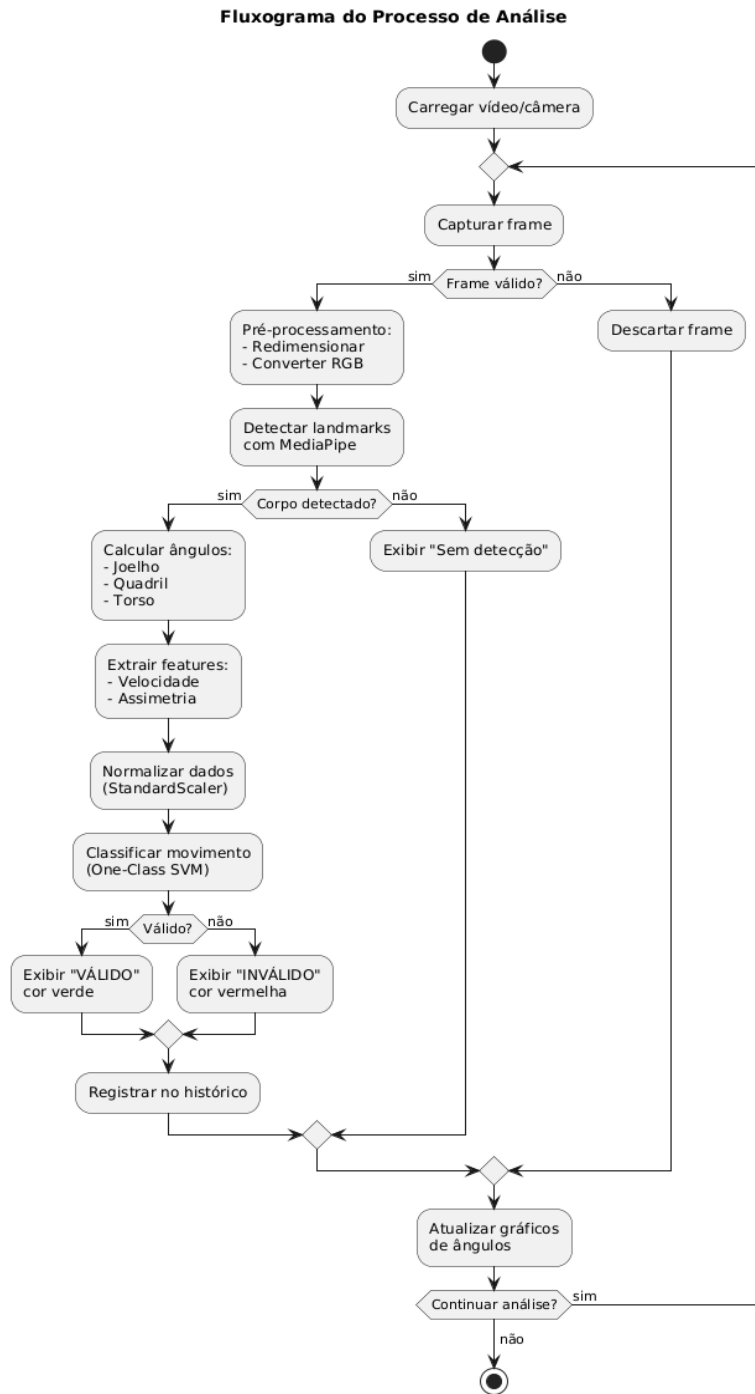 Fluxograma do Processo de Análise
Carregar vídeo/câmera
Capturar frame
sim
Frame válido?
não
Pré-processamento:
- Redimensionar
- Converter RGB
Descartar frame
Detectar landmarks
com MediaPipe
sim
Corpo detectado?
não
Calcular ângulos:
- Joelho
- Quadril
- Torso
Exibir "Sem detecção"
Extrair features:
- Velocidade
- Assimetria
Normalizar dados
(StandardScaler)
Classificar movimento
(One-Class SVM)
sim
Válido?
não
Exibir "VÁLIDO"
cor verde
Exibir "INVÁLIDO"
cor vermelha
Registrar no histórico
Atualizar gráficos
de ângulos
Continuar análise?
sim
não